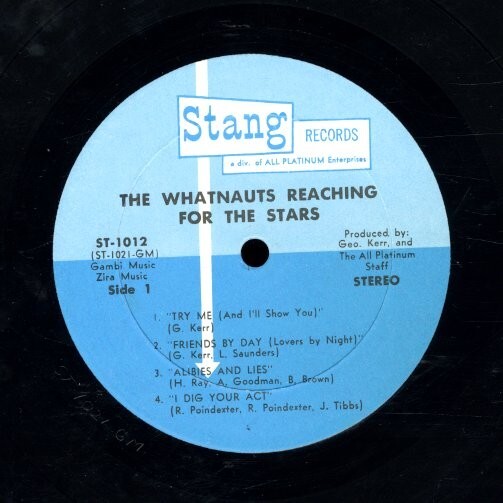 Stang RECORDS
a div. of ALL PLATINUM Enterprises
THE WHATNAUTS REACHING
FOR THE STARS
ST-1012
(ST-1021-GM)
Gambi Music
Zira Music
Side 1
Produced by:
Geo. Kerr, and
The All Platinum
Staff
STEREO
1. "TRY ME (And I'll Show You)"
(G. Kerr)
2. "FRIENDS BY DAY (Lovers by Night)"
(G. Kerr, L. Saunders)
3. "ALIBIES AND LIES"
(H. Ray, A. Goodman, B. Brown)
4. "I DIG YOUR ACT"
(R. Poindexter, R. Poindexter, J. Tibbs)